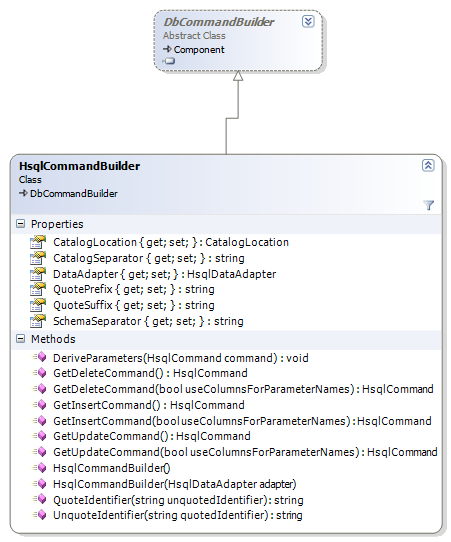 DbCommandBuilder
Abstract Class
Component
HsqlCommandBuilder
Class
DbCommandBuilder
Properties
CatalogLocation { get; set; } : CatalogLocation
CatalogSeparator { get; set; } : string
DataAdapter { get; set; } : HsqlDataAdapter
QuotePrefix { get; set; } : string
QuoteSuffix { get; set; } : string
SchemaSeparator { get; set; } : string
Methods
DeriveParameters(HsqlCommand command) : void
GetDeleteCommand() : HsqlCommand
GetDeleteCommand(bool useColumnsForParameterNames) : HsqlCommand
GetInsertCommand() : HsqlCommand
GetInsertCommand(bool useColumnsForParameterNames) : HsqlCommand
GetUpdateCommand() : HsqlCommand
GetUpdateCommand(bool useColumnsForParameterNames) : HsqlCommand
HsqlCommandBuilder()
HsqlCommandBuilder(HsqlDataAdapter adapter)
QuoteIdentifier(string unquotedIdentifier) : string
UnquoteIdentifier(string quotedIdentifier) : string